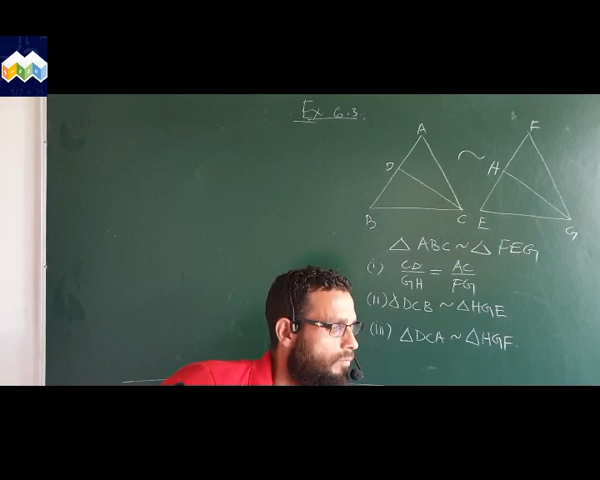 Ex 6.3.
A
D
B
C
~
F
H
E
G
△ ABC ~ △ FEG
(i) CD/GH = AC/FG
(ii) △ DCB ~ △HGE
(iii) △DCA ~ △HGF.